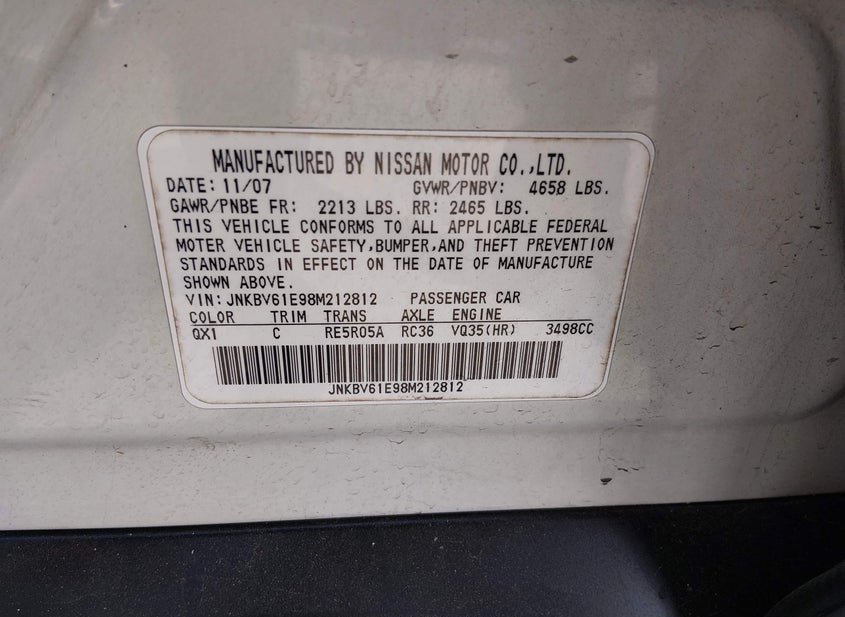 MANUFACTURED BY NISSAN MOTOR CO.,LTD.
DATE: 11/07 GVWR/PNBV: 4658 LBS.
GAWR/PNBE FR: 2213 LBS. RR: 2465 LBS.
THIS VEHICLE CONFORMS TO ALL APPLICABLE FEDERAL
MOTER VEHICLE SAFETY,BUMPER,AND THEFT PREVENTION
STANDARDS IN EFFECT ON THE DATE OF MANUFACTURE
SHOWN ABOVE.
VIN: JNKBV61E98M212812 PASSENGER CAR
COLOR TRIM TRANS AXLE ENGINE
QX1 C RE5R05A RC36 VQ35(HR) 3498CC
JNKBV61E98M212812